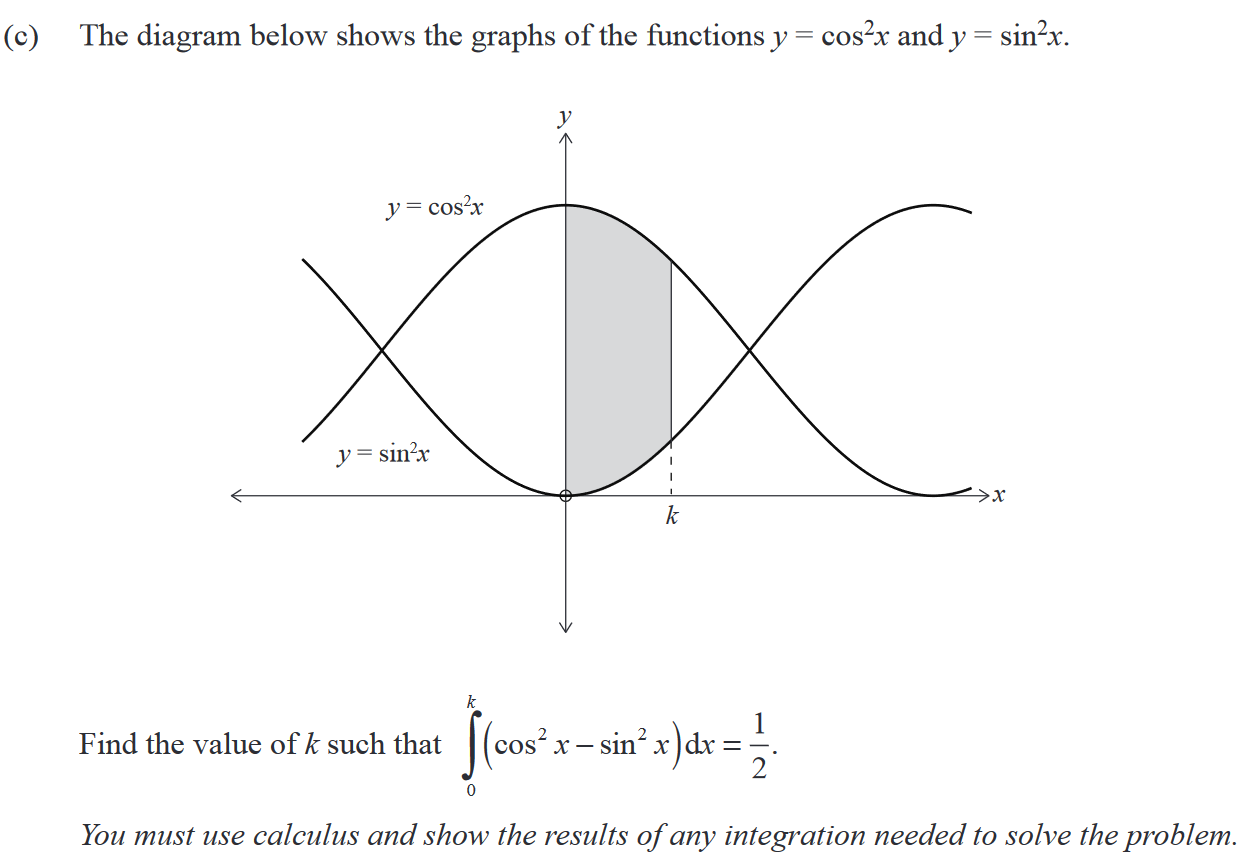 (c) The diagram below shows the graphs of the functions y = cos²x and y = sin²x.
y
y = cos²x
y = sin²x
x
k
Find the value of k such that ∫₀ᵏ (cos² x – sin² x) dx = 1/2.
You must use calculus and show the results of any integration needed to solve the problem.